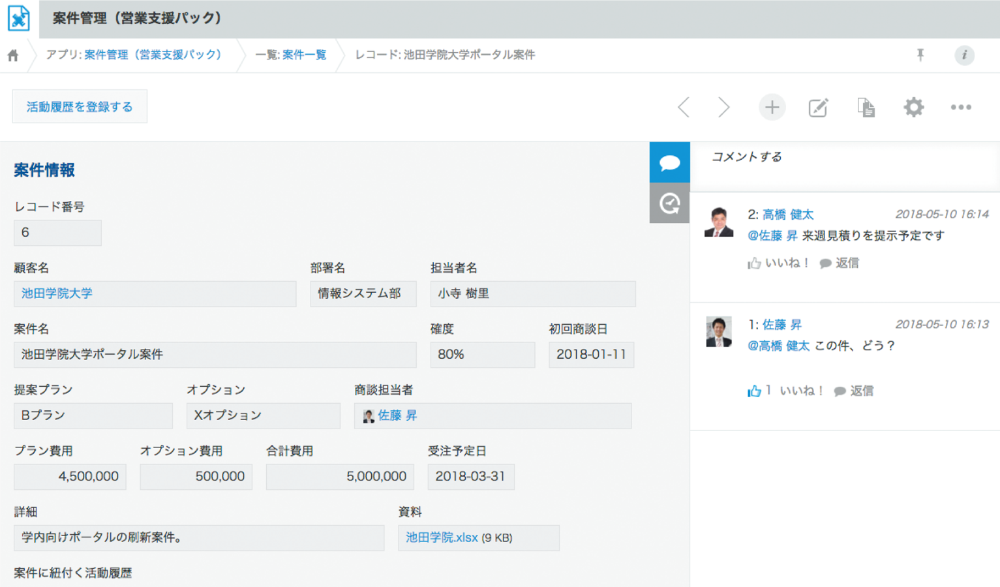 案件管理（営業支援パック）
アプリ: 案件管理（営業支援パック）
一覧: 案件一覧
レコード: 池田学院大学ポータル案件
活動履歴を登録する
案件情報
レコード番号
6
顧客名 部署名 担当者名
池田学院大学 情報システム部 小寺 樹里
案件名 確度 初回商談日
池田学院大学ポータル案件 80% 2018-01-11
提案プラン オプション 商談担当者
Bプラン Xオプション 佐藤 昇
プラン費用 オプション費用 合計費用 受注予定日
4,500,000 500,000 5,000,000 2018-03-31
詳細 資料
学内向けポータルの刷新案件。 池田学院.xlsx (9 KB)
案件に紐付く活動履歴
コメントする
2: 高橋 健太 2018-05-10 16:14
@佐藤 昇 来週見積りを提示予定です
いいね！ 返信
1: 佐藤 昇 2018-05-10 16:13
@高橋 健太 この件、どう？
1 いいね！ 返信